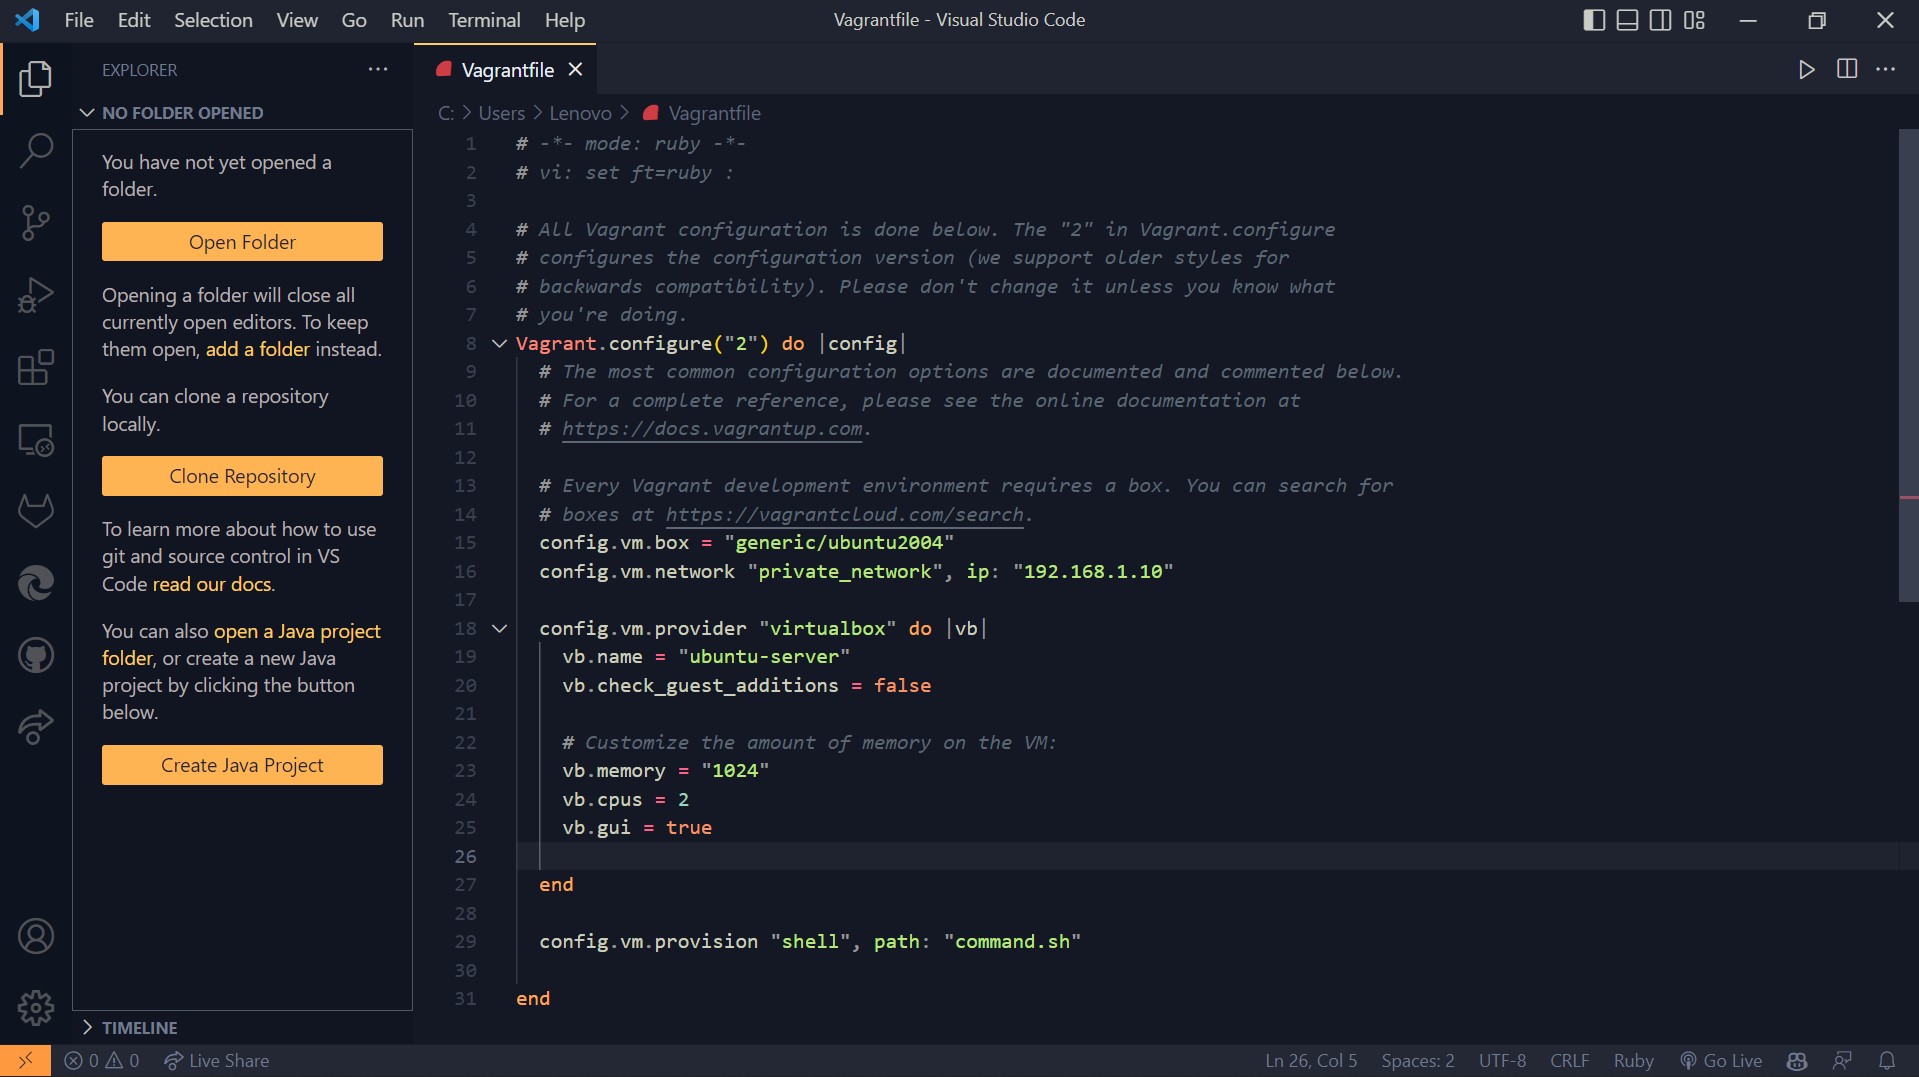 File Edit Selection View Go Run Terminal Help
Vagrantfile - Visual Studio Code
EXPLORER
NO FOLDER OPENED
You have not yet opened a
folder.
Open Folder
Opening a folder will close all
currently open editors. To keep
them open, add a folder instead.
You can clone a repository
locally.
Clone Repository
To learn more about how to use
git and source control in VS
Code read our docs.
You can also open a Java project
folder, or create a new Java
project by clicking the button
below.
Create Java Project
TIMELINE
Vagrantfile
C: > Users > Lenovo > Vagrantfile
1 # -*- mode: ruby -*-
2 # vi: set ft=ruby :
3
4 # All Vagrant configuration is done below. The "2" in Vagrant.configure
5 # configures the configuration version (we support older styles for
6 # backwards compatibility). Please don't change it unless you know what
7 # you're doing.
8 Vagrant.configure("2") do |config|
9 # The most common configuration options are documented and commented below.
10 # For a complete reference, please see the online documentation at
11 # https://docs.vagrantup.com.
12
13 # Every Vagrant development environment requires a box. You can search for
14 # boxes at https://vagrantcloud.com/search.
15 config.vm.box = "generic/ubuntu2004"
16 config.vm.network "private_network", ip: "192.168.1.10"
17
18 config.vm.provider "virtualbox" do |vb|
19 vb.name = "ubuntu-server"
20 vb.check_guest_additions = false
21
22 # Customize the amount of memory on the VM:
23 vb.memory = "1024"
24 vb.cpus = 2
25 vb.gui = true
26
27 end
28
29 config.vm.provision "shell", path: "command.sh"
30
31 end
0 0 Live Share
Ln 26, Col 5 Spaces: 2 UTF-8 CRLF Ruby Go Live